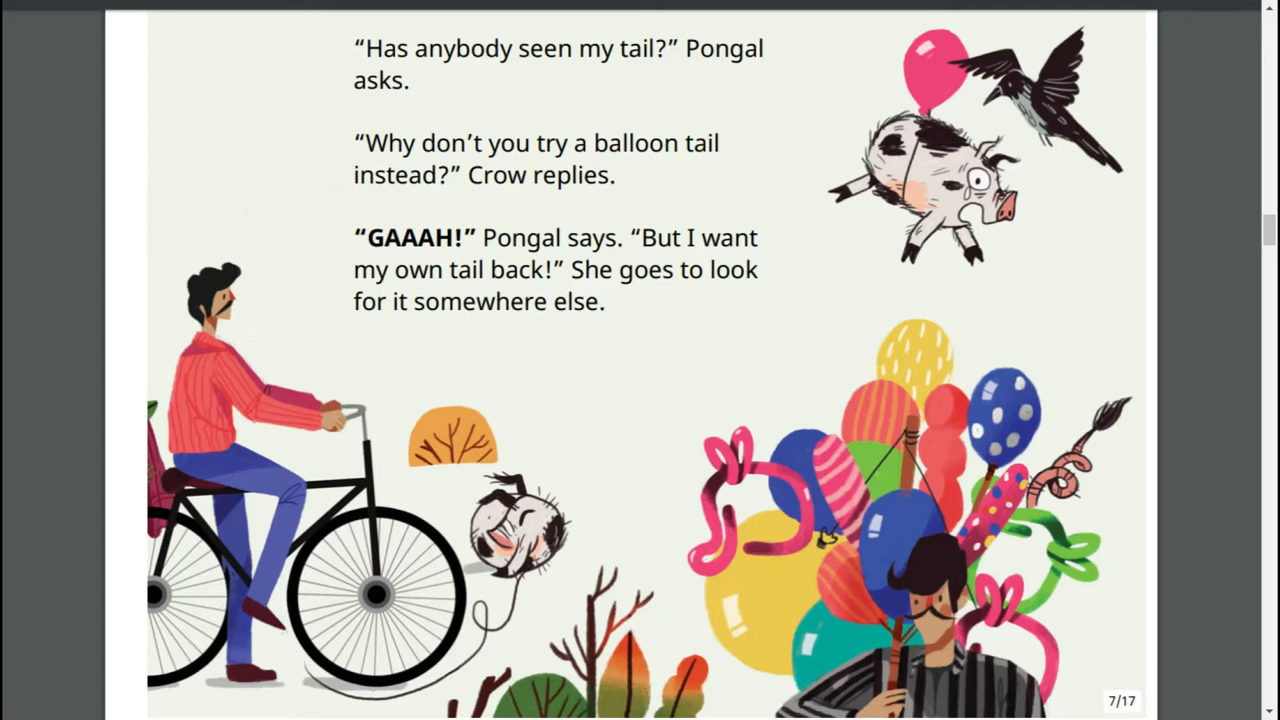 “Has anybody seen my tail?” Pongal
asks.
“Why don’t you try a balloon tail
instead?” Crow replies.
“GAAAH!” Pongal says. “But I want
my own tail back!” She goes to look
for it somewhere else.
7/17